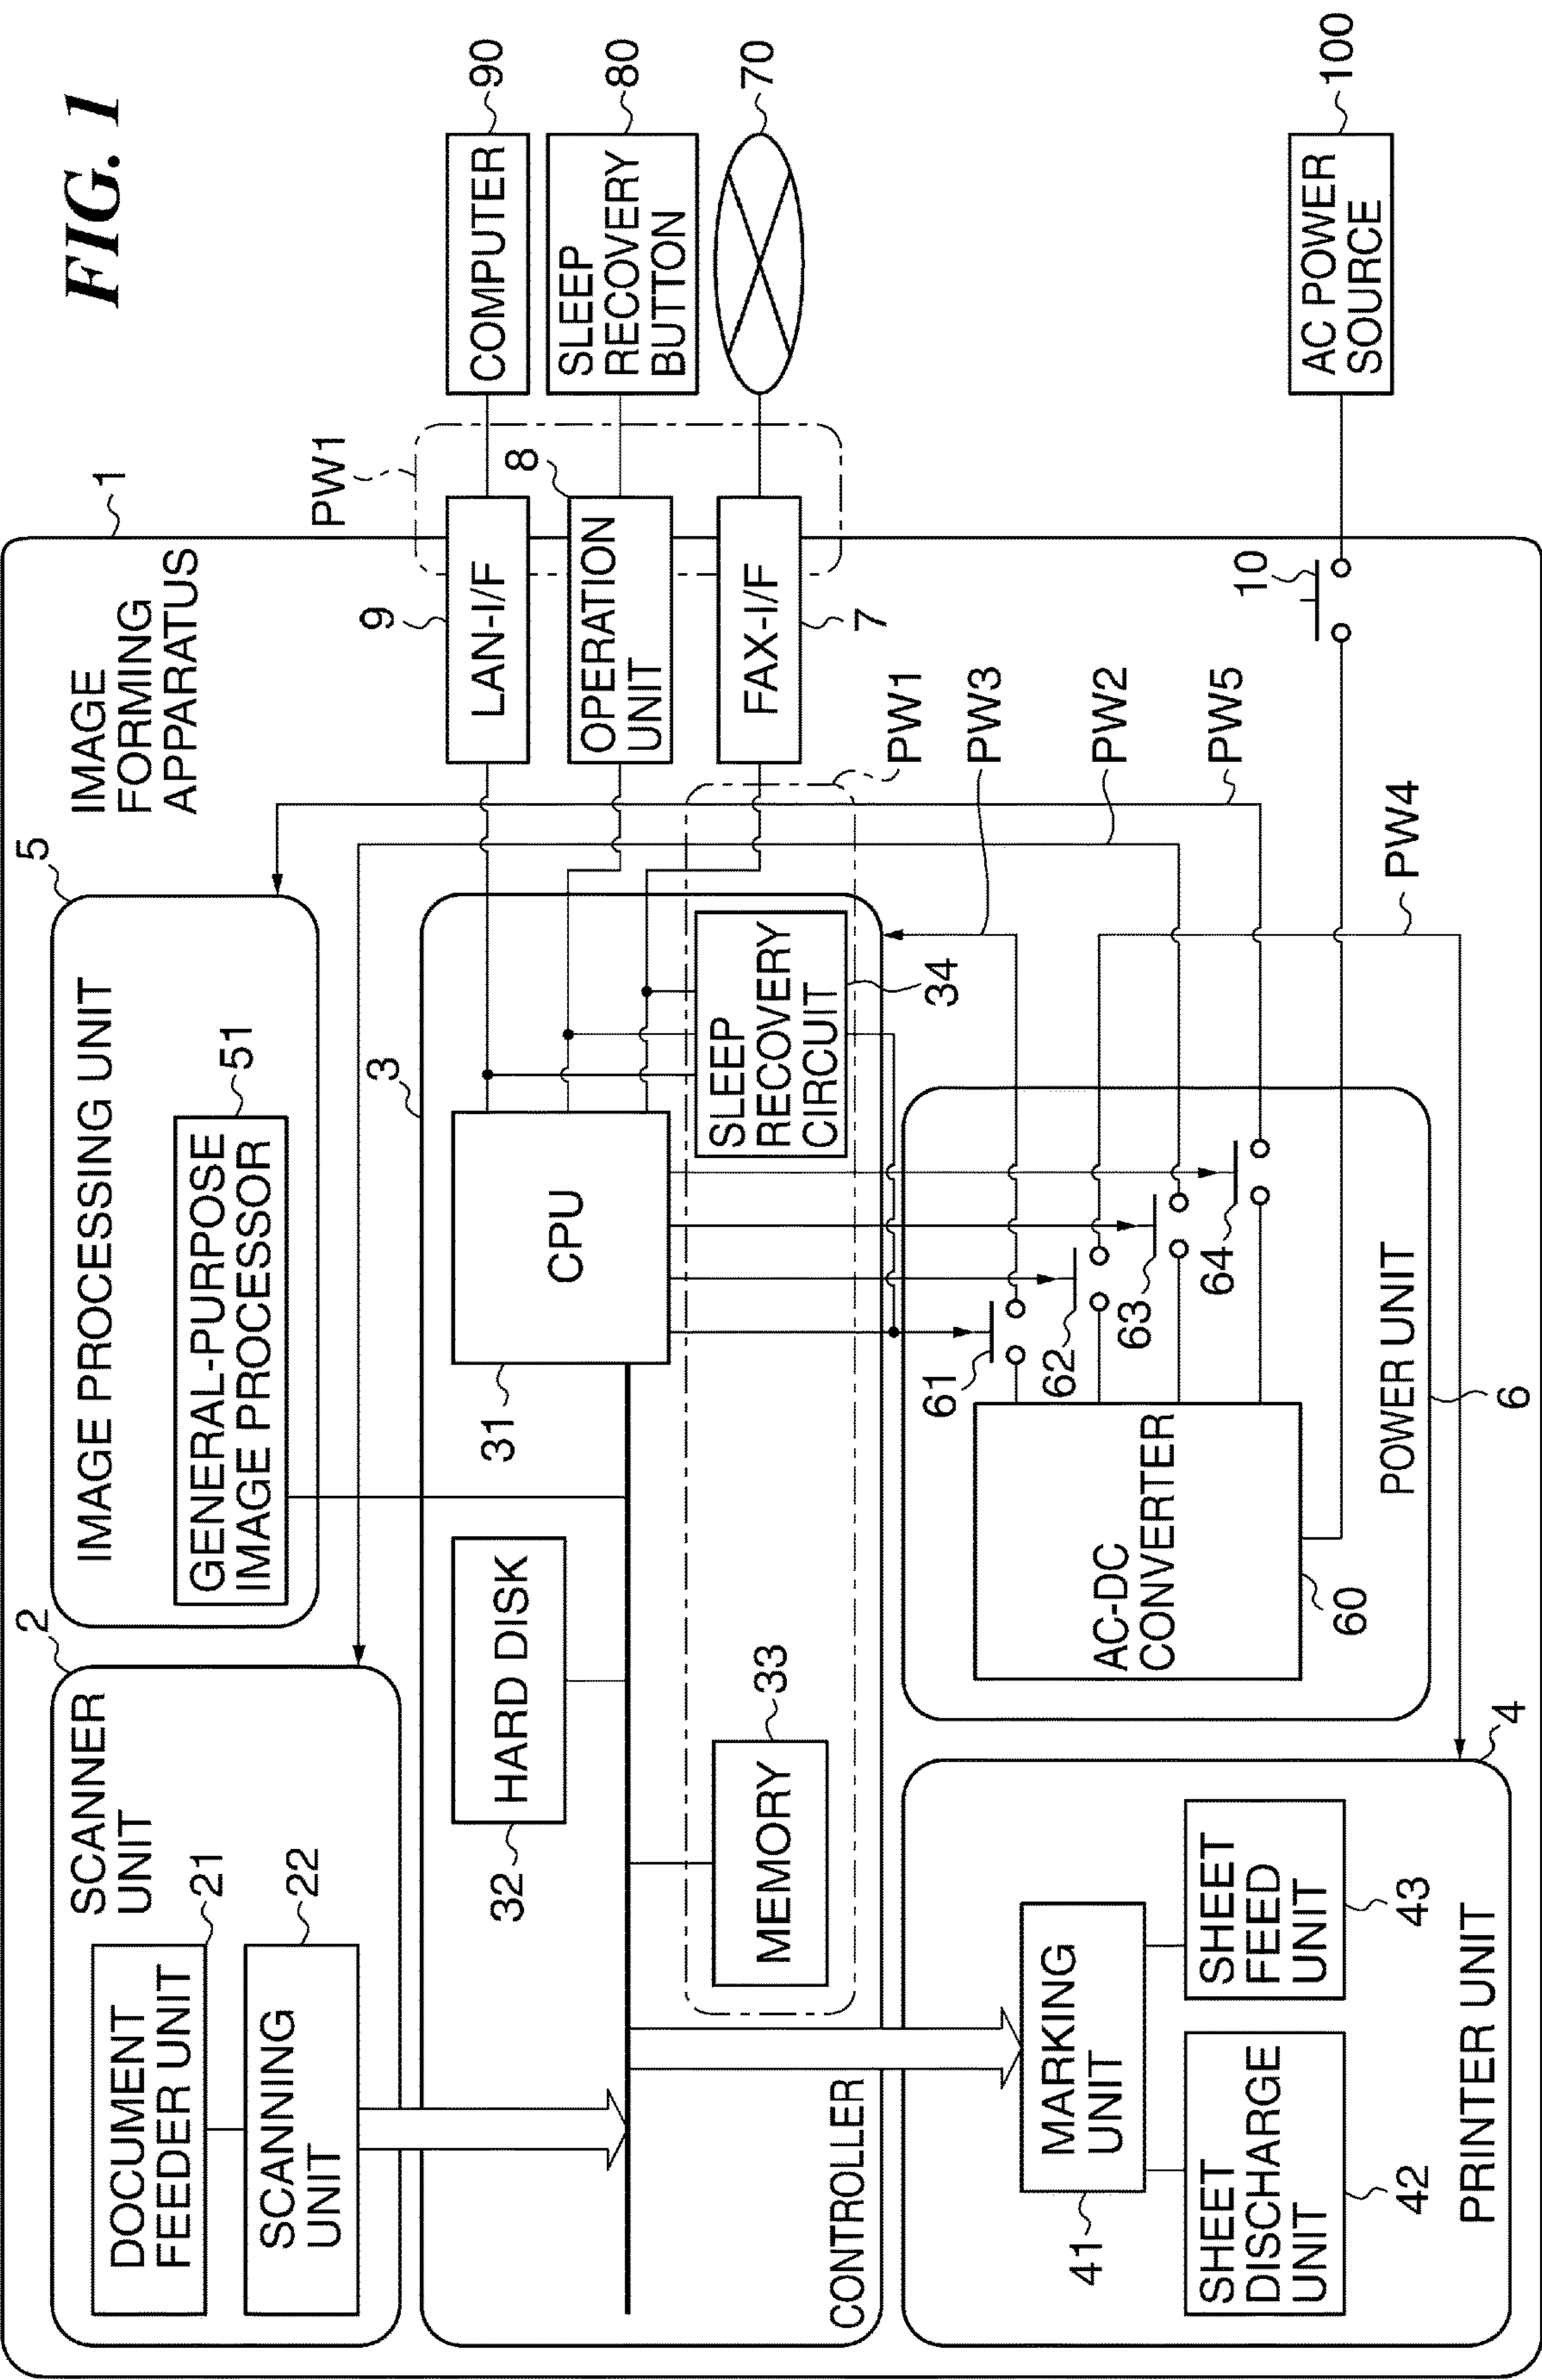 FIG. 1
IMAGE
FORMING
APPARATUS
1
SCANNER
UNIT
2
DOCUMENT
FEEDER UNIT
21
SCANNING
UNIT
22
IMAGE PROCESSING UNIT
5
GENERAL-PURPOSE
IMAGE PROCESSOR
51
PW1
LAN-I/F
9
COMPUTER
90
OPERATION
UNIT
8
SLEEP
RECOVERY
BUTTON
80
FAX-I/F
7
70
CONTROLLER
3
HARD DISK
32
CPU
31
MEMORY
33
SLEEP
RECOVERY
CIRCUIT
34
PW1
PW3
PW2
PW5
PW4
PRINTER UNIT
4
MARKING
UNIT
41
SHEET
DISCHARGE
UNIT
42
SHEET
FEED
UNIT
43
POWER UNIT
6
AC-DC
CONVERTER
60
61
62
63
64
10
AC POWER
SOURCE
100